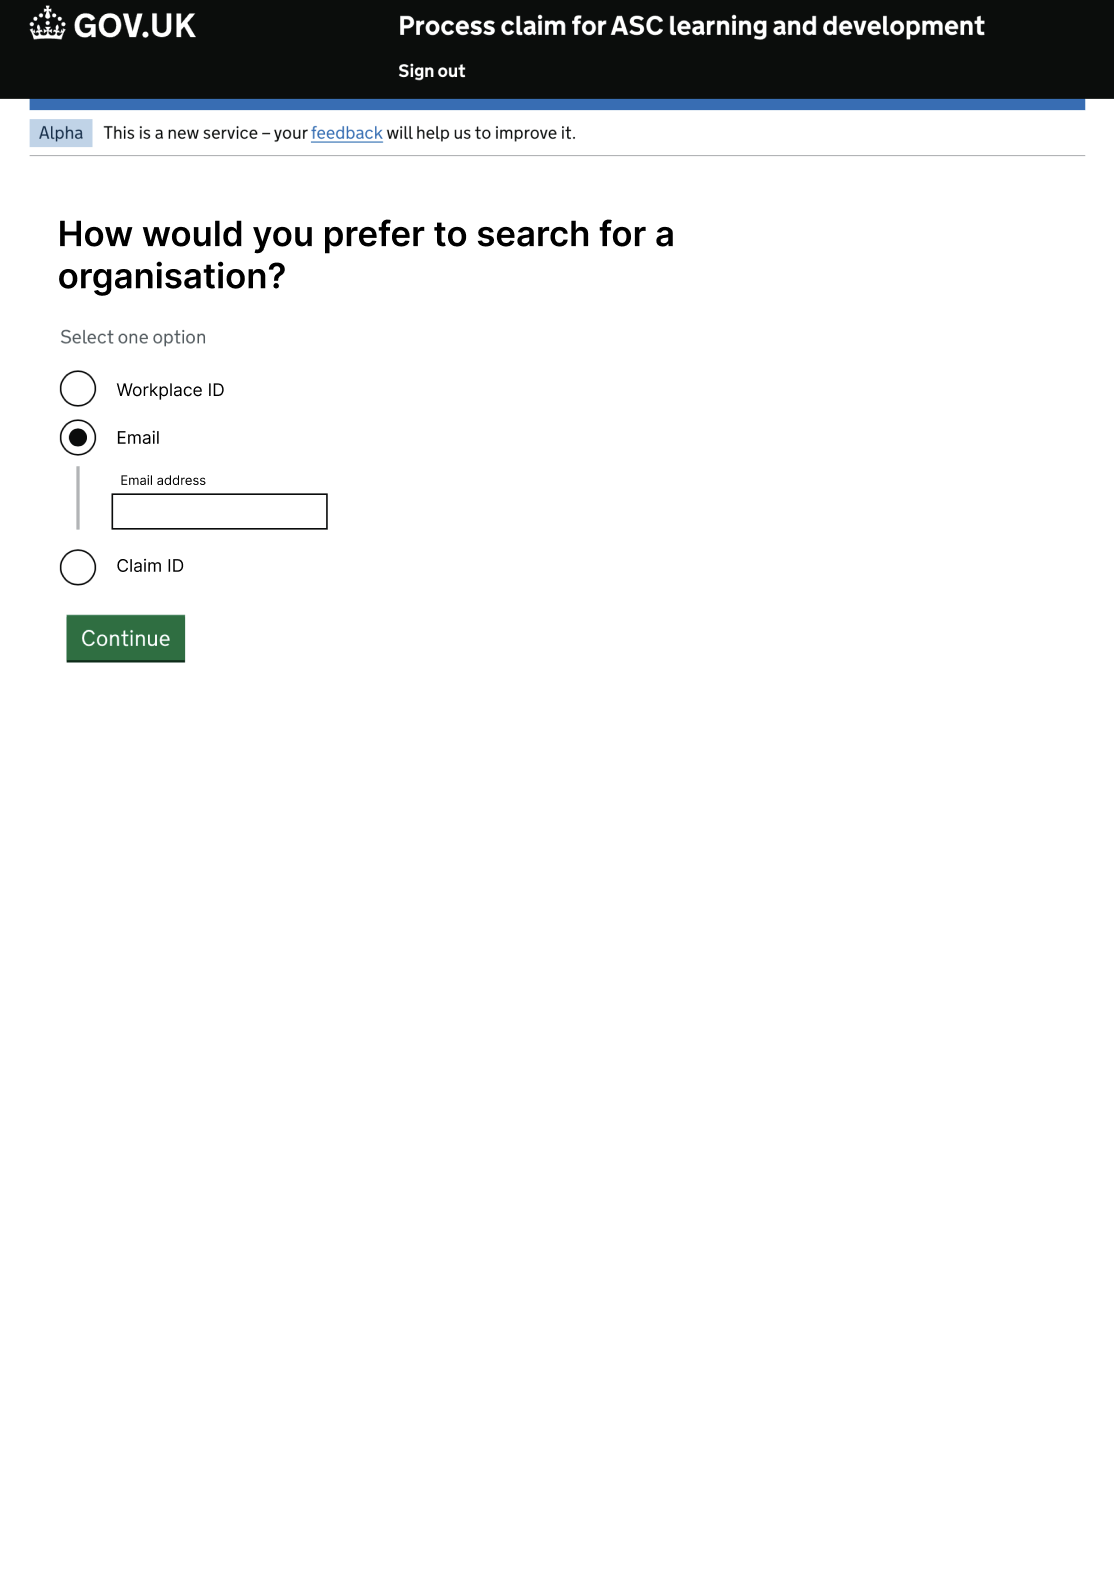 GOV.UK
Process claim for ASC learning and development
Sign out
Alpha
This is a new service – your feedback will help us to improve it.
How would you prefer to search for a
organisation?
Select one option
Workplace ID
Email
Email address
Claim ID
Continue